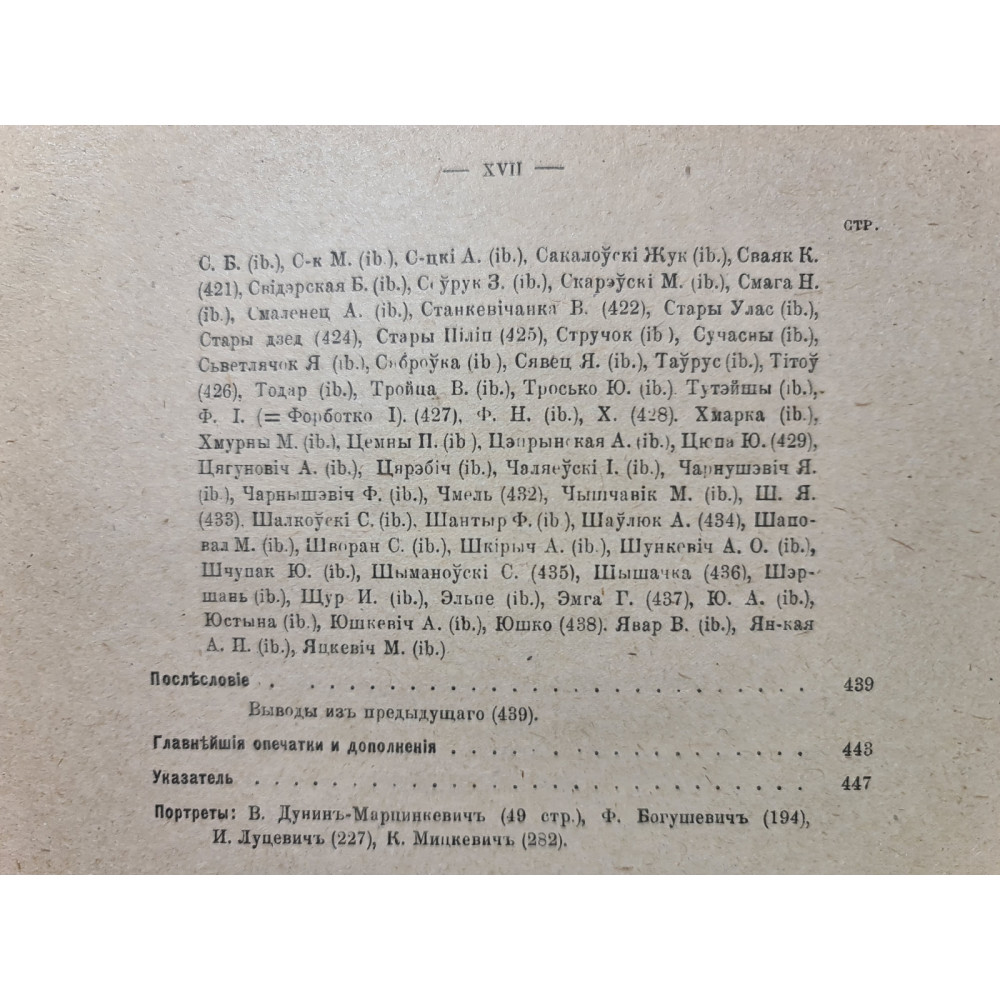 — XVII —
СТР.
С. Б. (ib.), С-к М. (ib.), С-цкі А. (ib.), Сакалоўскі Жук (ib.), Сваяк К.
(421), Свідэрская Б. (ib.), Сеўрук З. (ib.), Скарэўскі М. (ib.), Смага Н.
(ib.), Смаленец А. (ib.), Станкевічанка В. (422), Стары Улас (ib.),
Стары дзед (424), Стары Піліп (425), Стручок (ib), Сучасны (ib.),
Сьветлячок Я (ib.), Сяброўка (ib), Сявец Я. (ib.), Таўрус (ib.), Тітоў
(426), Тодар (ib.), Тройца В. (ib.), Тросько Ю. (ib.). Тутэйшы (ib.),
Ф. І. (= Форботко І). (427), Ф. Н. (ib.), Х. (428). Хмарка (ib.),
Хмурны М. (ib.), Цемны П. (ib), Цэпрынская А. (ib.), Цюпа Ю. (429),
Цягуновіч А. (ib.), Цярэбіч (ib.), Чаляеўскі І. (ib.), Чарнушэвіч Я.
(ib.), Чарнышэвіч Ф. (ib.), Чмель (432), Чышчавік М. (ib.), Ш. Я.
(433). Шалкоўскі С. (ib.), Шантыр Ф. (ib), Шаўлюк А. (434), Шапо-
вал М. (ib.), Шворан С. (ib.), Шкірыч А. (ib.), Шункевіч А. О. (ib.),
Шчупак Ю. (ib.), Шыманоўскі С. (435), Шышачка (436), Шэр-
шань (ib.), Щур И. (ib.), Эльпе (ib.), Эмга Г. (437), Ю. А. (ib.),
Юстына (ib.), Юшкевіч А. (ib.), Юшко (438). Явар В. (ib.), Ян-кая
А. П. (ib.), Яцкевіч М. (ib.)
Послѣсловіе . . . . . . . . . . . . . . . . . . . . . 439
Выводы изъ предыдущаго (439).
Главнѣйшія опечатки и дополненія . . . . . . . . . . . . . . 443
Указатель . . . . . . . . . . . . . . . . . . . . . . 447
Портреты: В. Дунинъ-Марцинкевичъ (49 стр.), Ф. Богушевичъ (194),
И. Луцевичъ (227), К. Мицкевичъ (282).